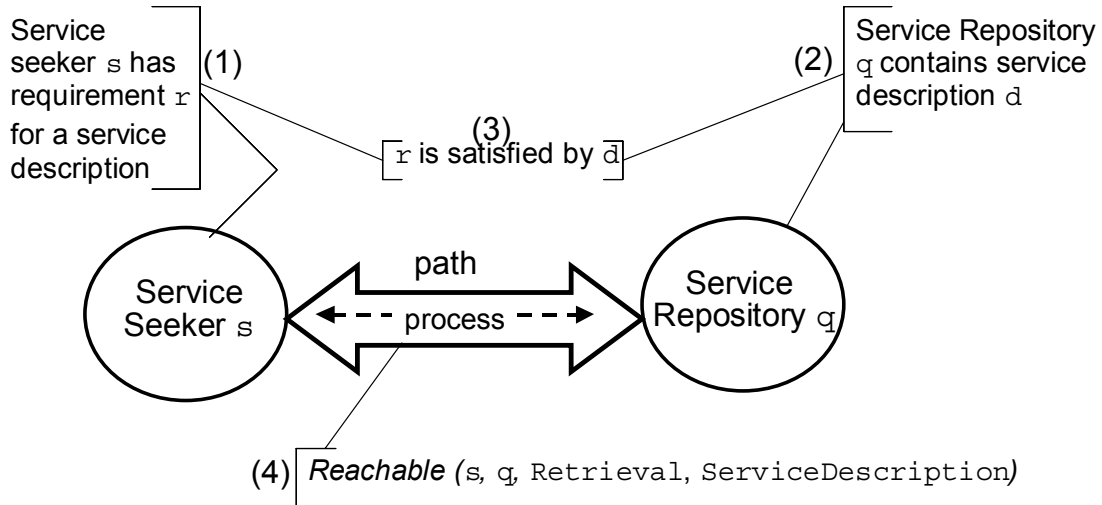 Service
seeker s has
requirement r
for a service
description
(1)
(2)
Service Repository
q contains service
description d
(3)
r is satisfied by d
path
process
Service
Seeker s
Service
Repository q
(4)
Reachable (s, q, Retrieval, ServiceDescription)